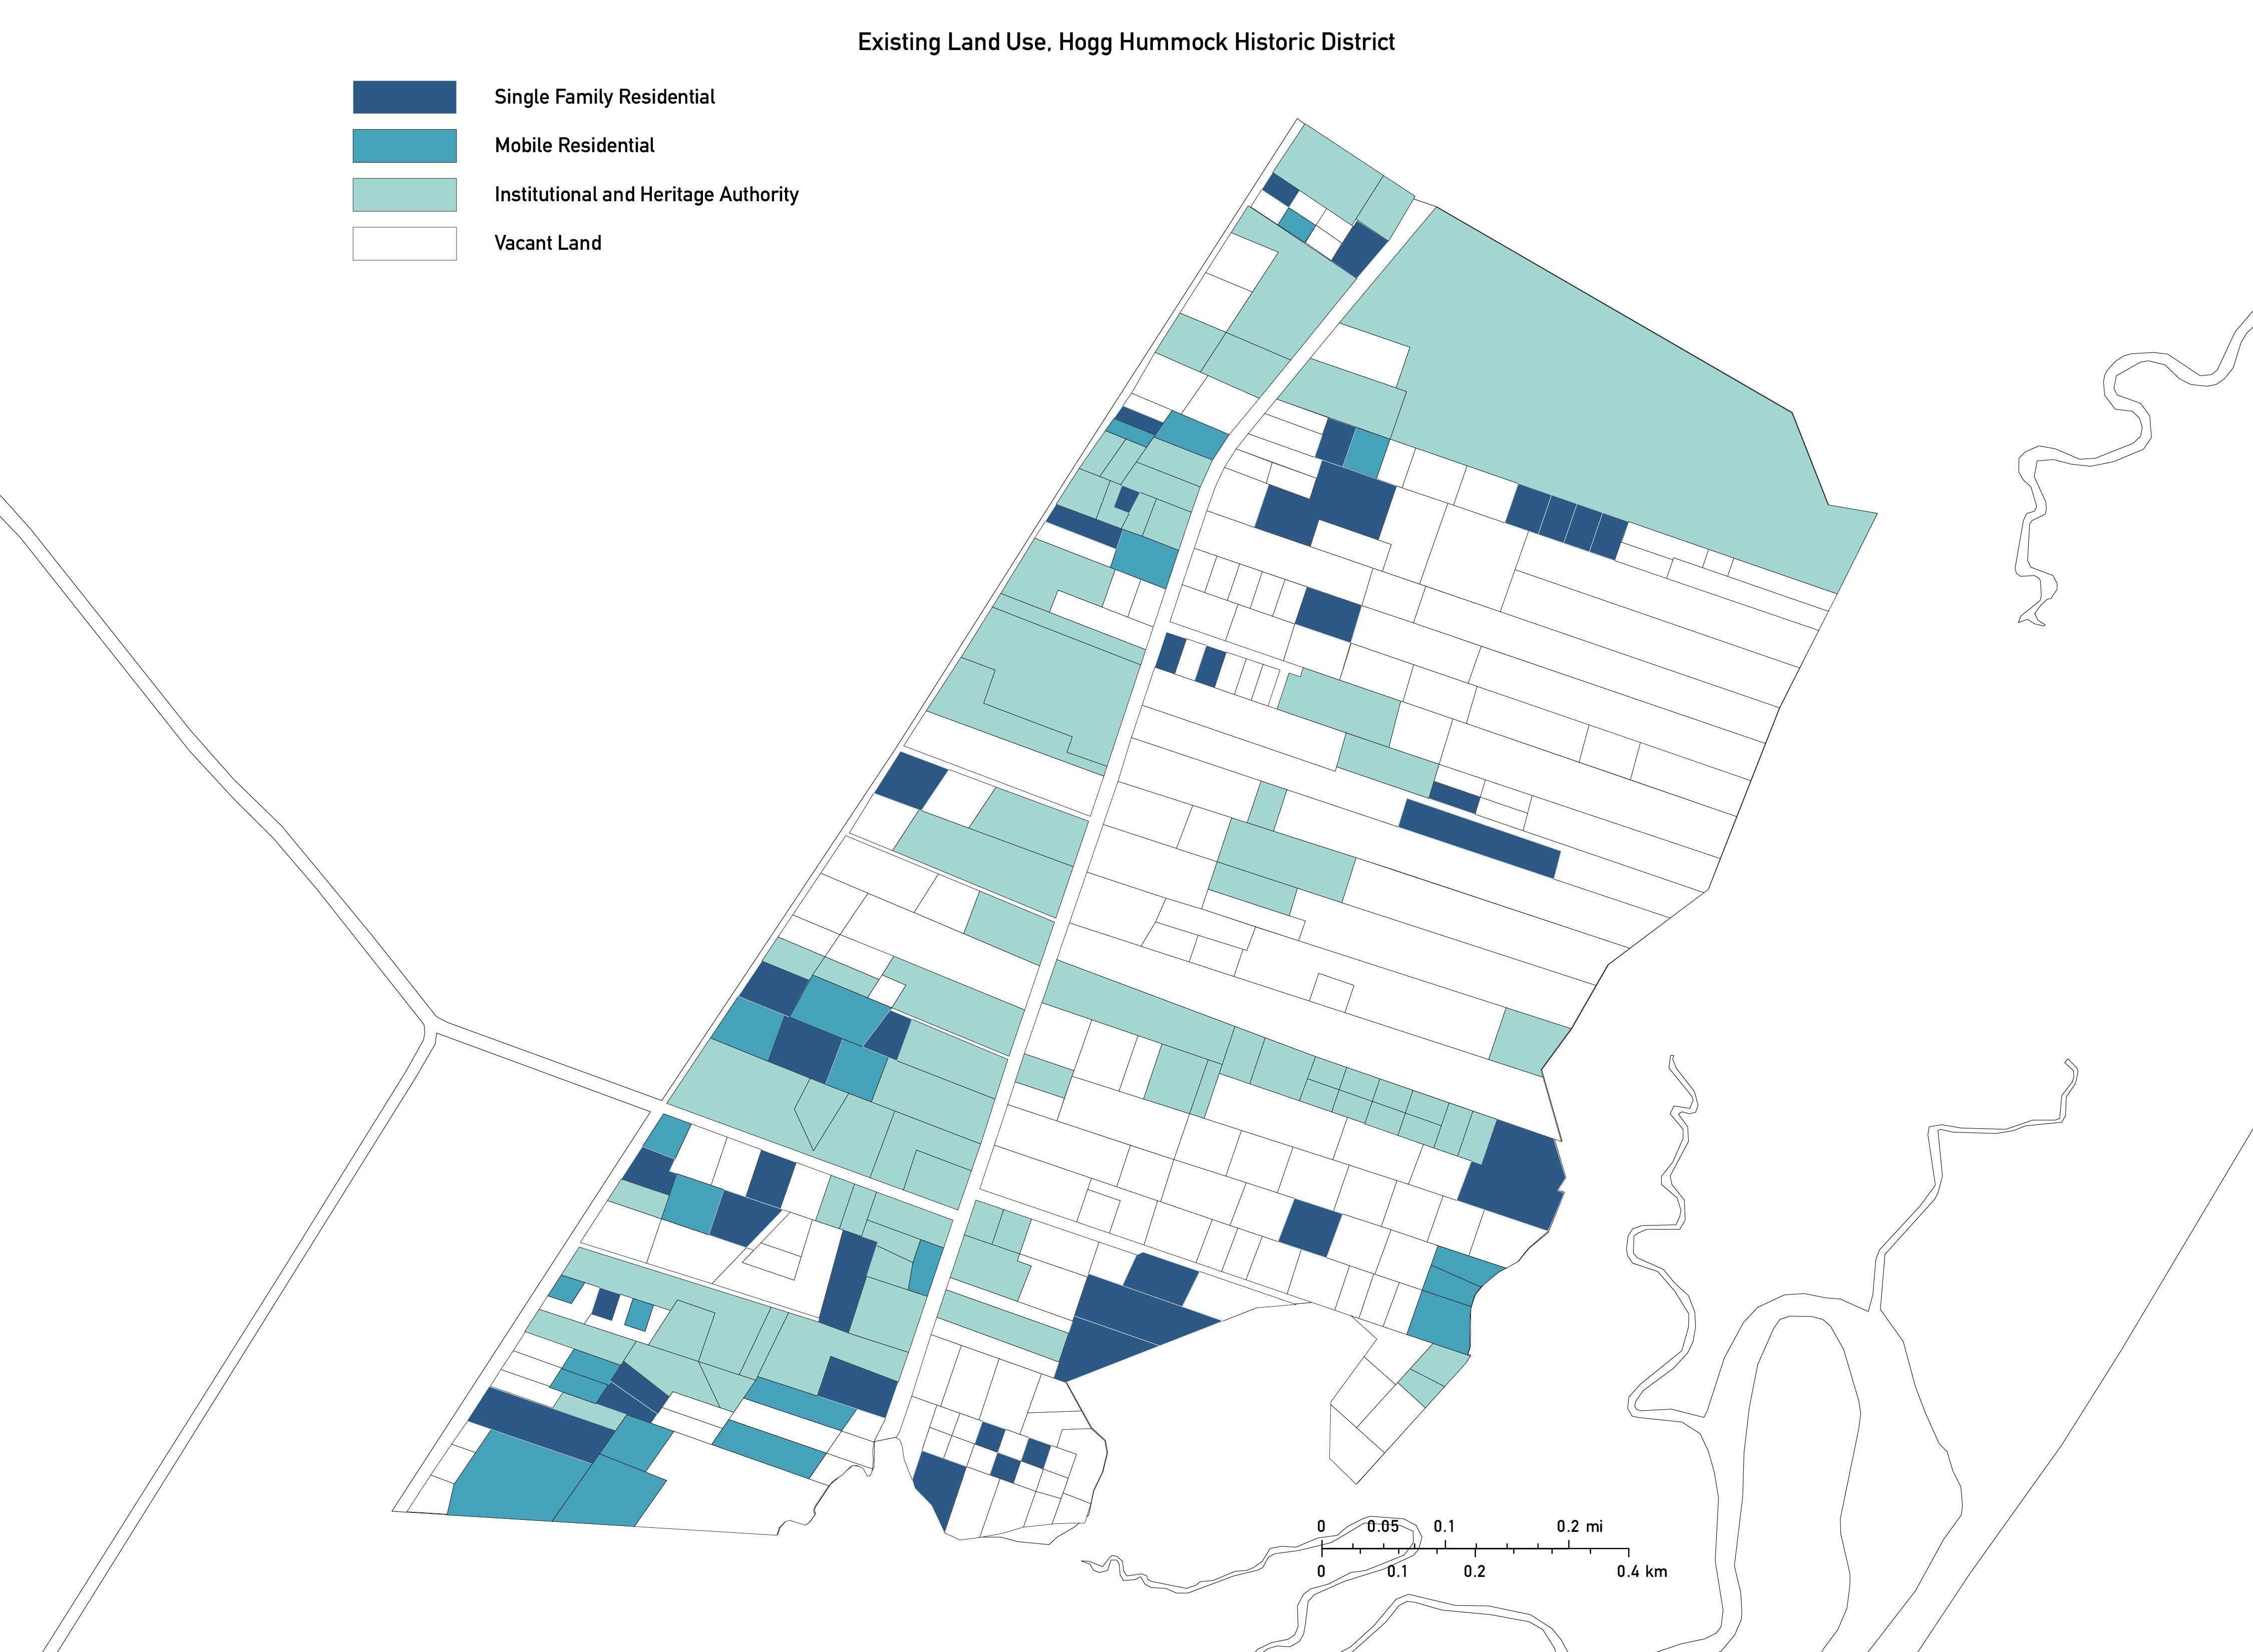 Existing Land Use, Hogg Hummock Historic District
Single Family Residential
Mobile Residential
Institutional and Heritage Authority
Vacant Land
0 0.05 0.1 0.2 mi
0 0.1 0.2 0.4 km